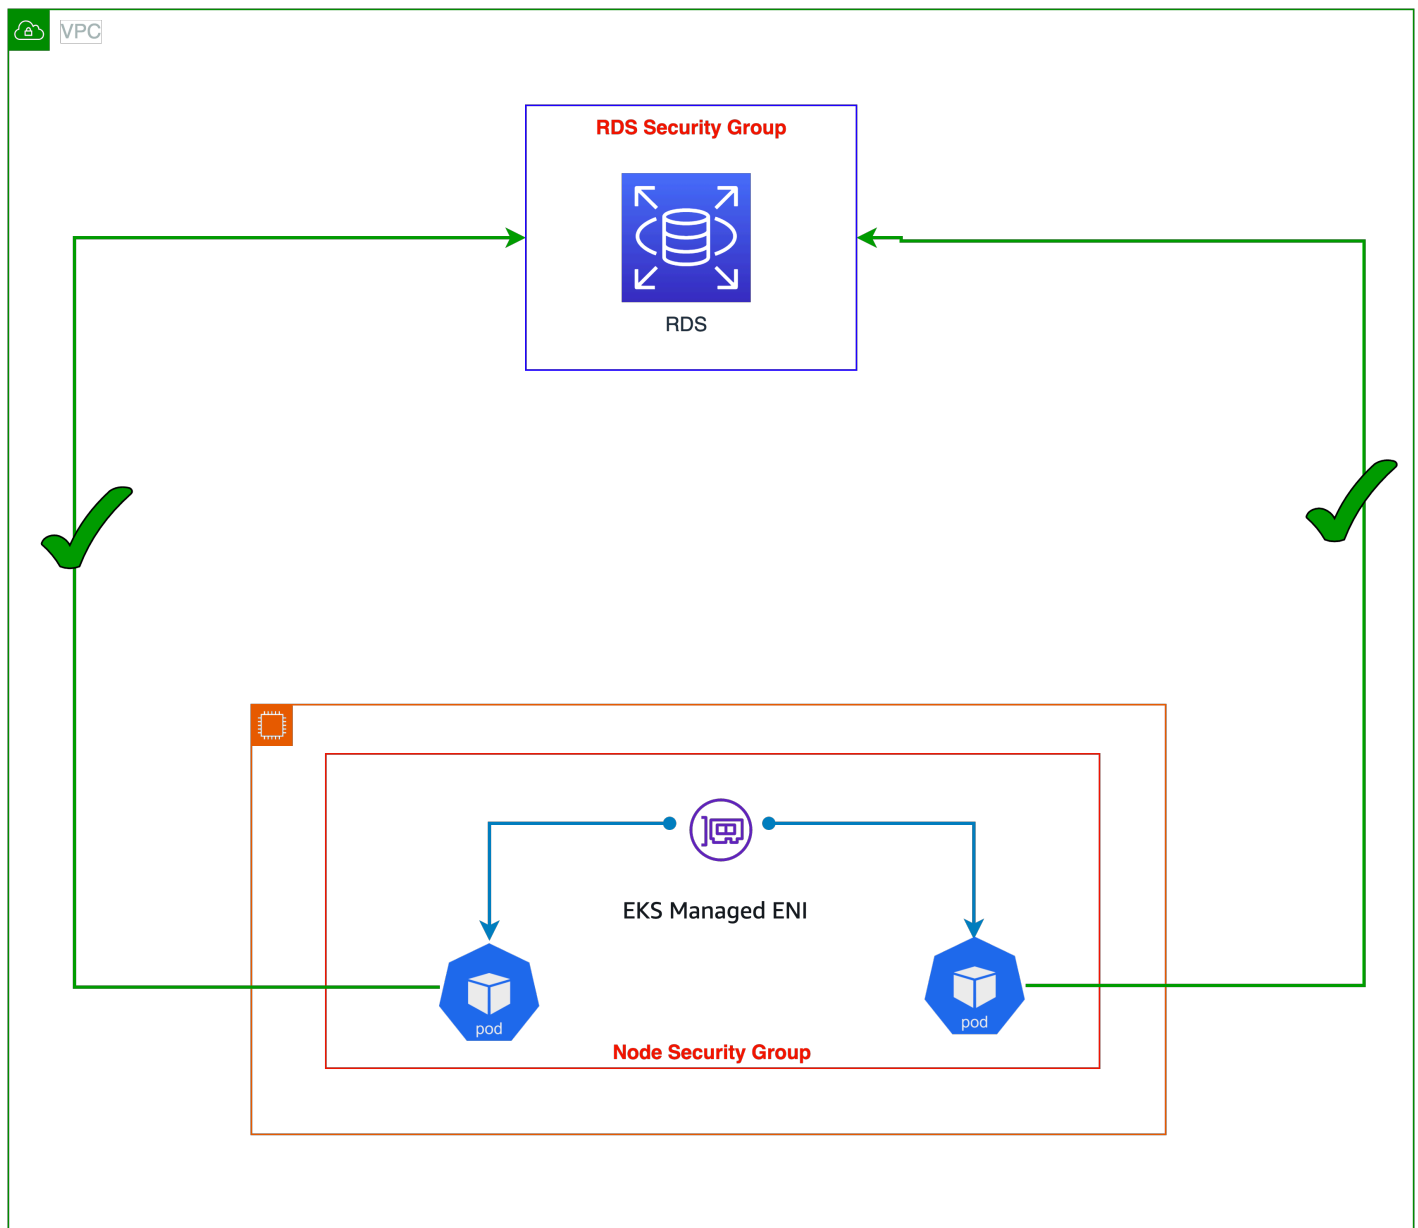 VPC
RDS Security Group
RDS
EKS Managed ENI
pod
pod
Node Security Group